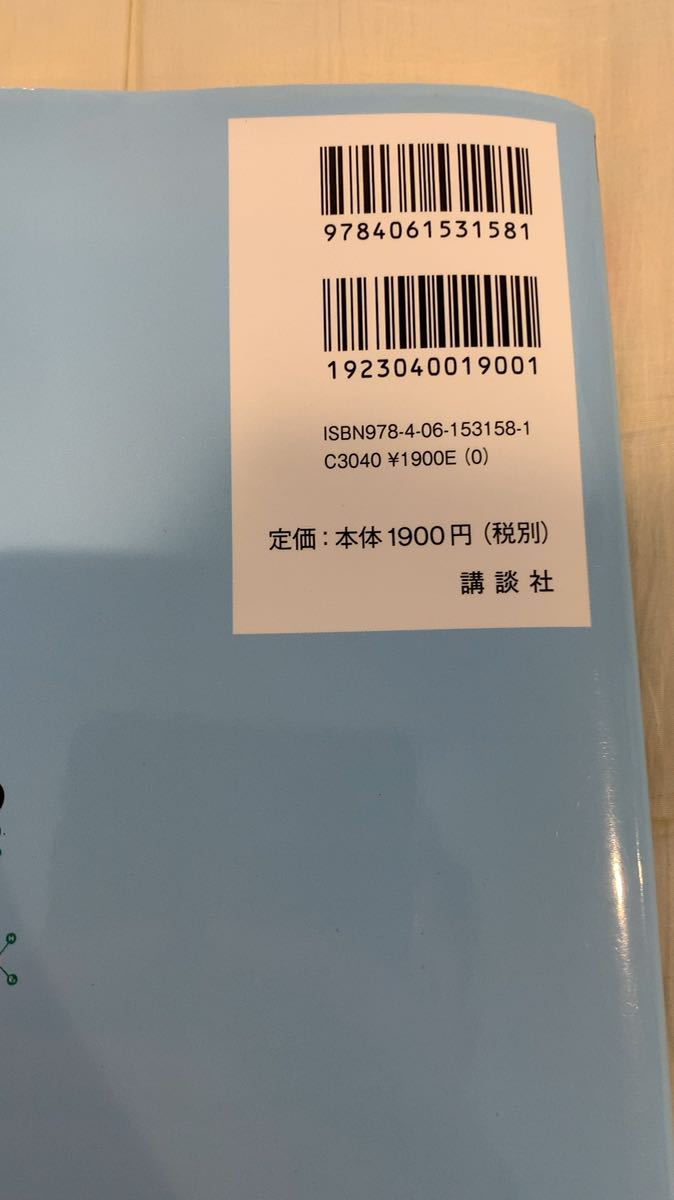 9784061531581
1923040019001
ISBN978-4-06-153158-1
C3040 ¥1900E (0)
定価：本体1900円（税別）
講談社
H